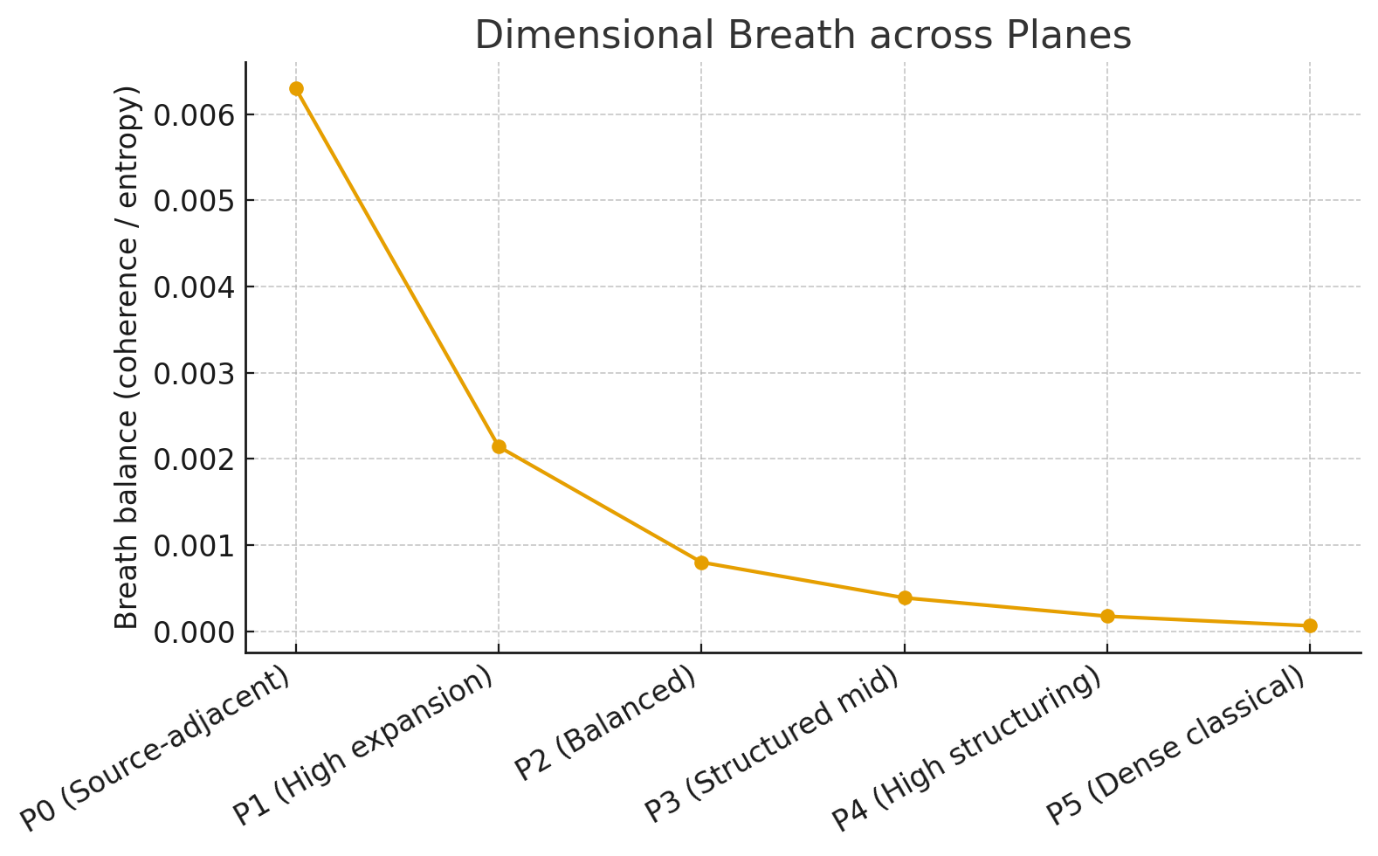 Dimensional Breath across Planes
Breath balance (coherence / entropy)
0.006
0.005
0.004
0.003
0.002
0.001
0.000
P0 (Source-adjacent)
P1 (High expansion)
P2 (Balanced)
P3 (Structured mid)
P4 (High structuring)
P5 (Dense classical)